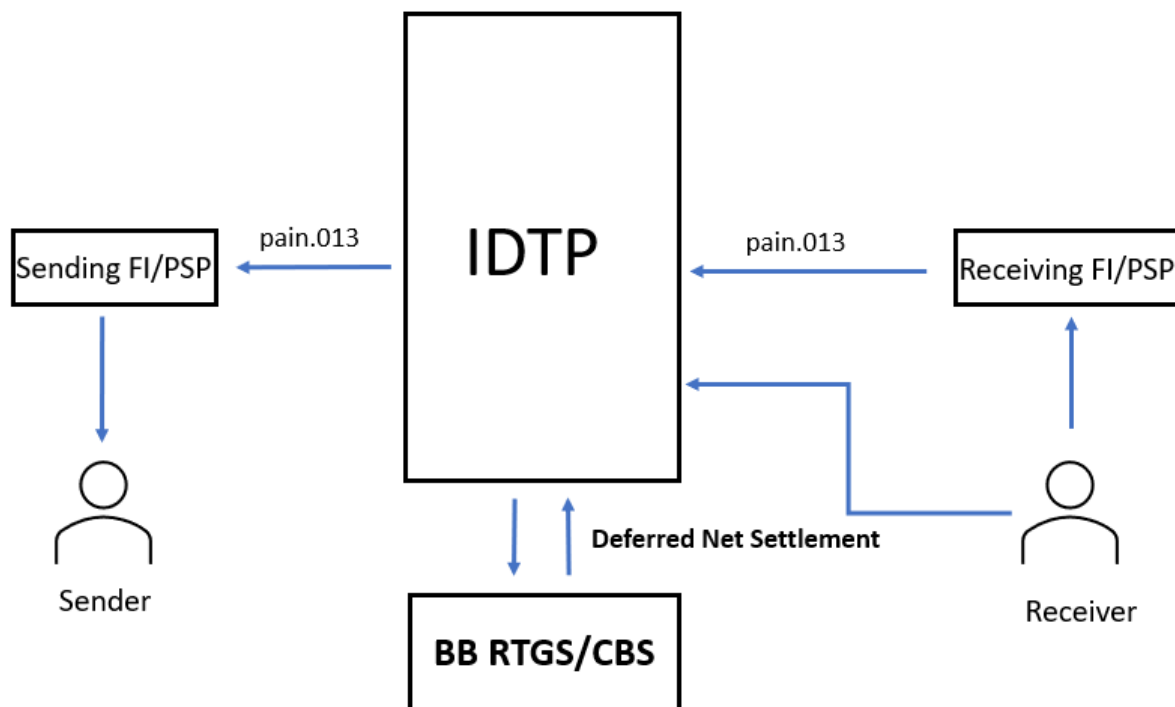 IDTP
pain.013
pain.013
Sending FI/PSP
Receiving FI/PSP
Deferred Net Settlement
Sender
Receiver
BB RTGS/CBS